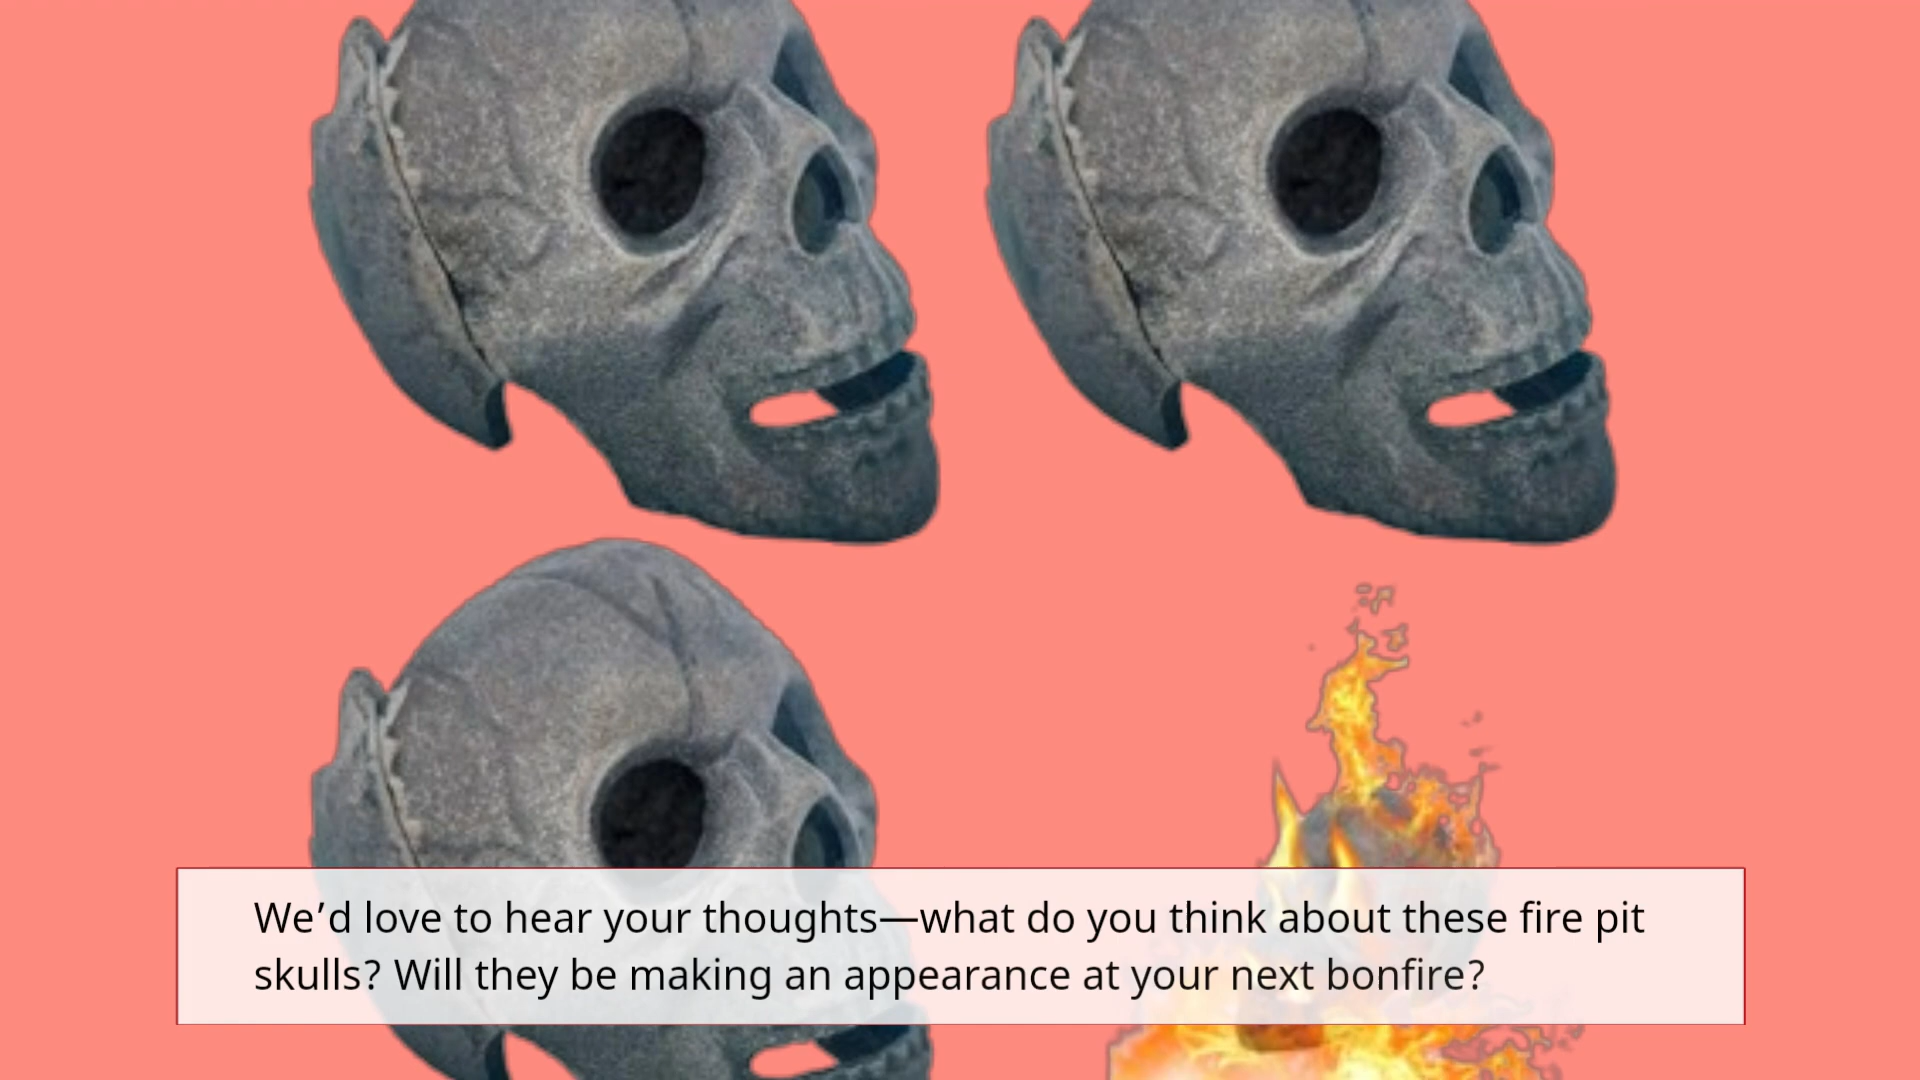 We’d love to hear your thoughts—what do you think about these fire pit
skulls? Will they be making an appearance at your next bonfire?